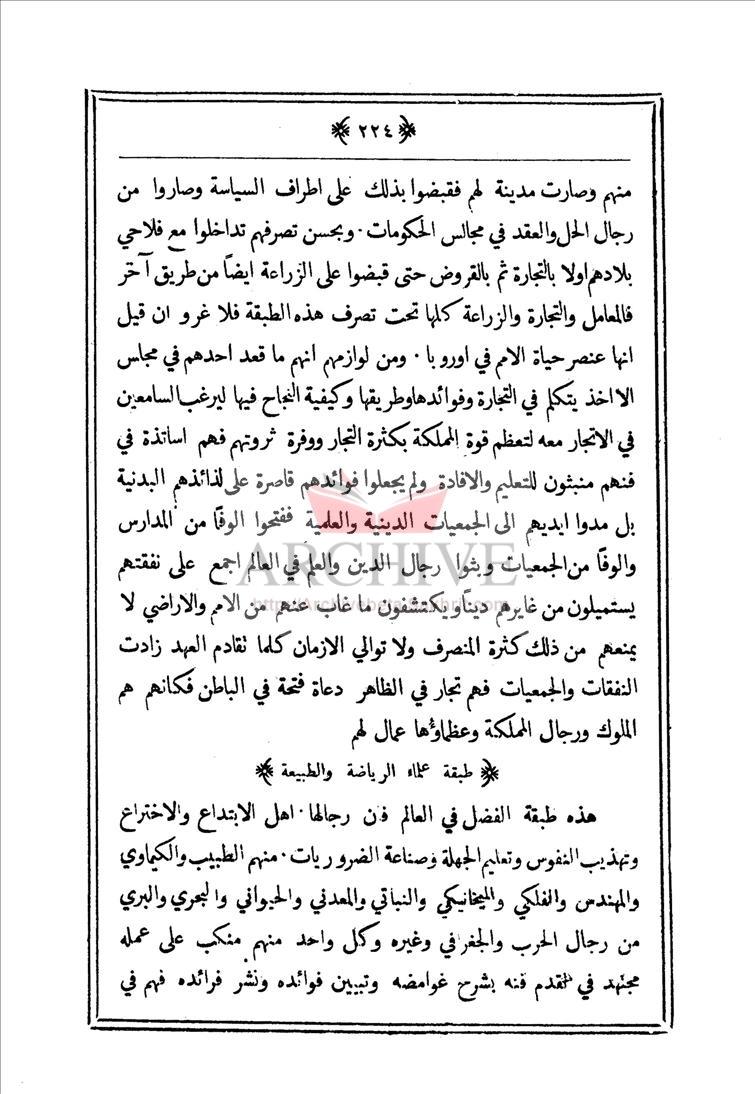 ٢٢٤
منهم وصارت مدينة لهم فقبضوا بذلك على اطراف السياسة وصاروا من
رجال الحل والعقد في مجالس الحكومات . وبحسن تصرفهم تداخلوا مع فلاحي
بلادهم اولا بالتجارة ثم بالقروض حتى قبضوا على الزراعة ايضاً من طريق آخر
فالمعامل والتجارة والزراعة كلها تحت تصرف هذه الطبقة فلا غرو ان قيل
انها عنصر حياة الامم في اوروبا . ومن لوازمهم انهم ما قعد احدهم في مجلس
الا اخذ يتكلم في التجارة وفوائدها وطريقها وكيفية النجاح فيها ليرغب السامعين
في الاتجار معه لتعظم قوة المملكة بكثرة التجار ووفرة ثروتهم فهم اساتذة في
فنهم منبثون للتعليم والافادة ولم يجعلوا فوائدهم قاصرة على لذائذهم البدنية
بل مدوا ايديهم الى الجمعيات الدينية والعلمية ففتحوا الوفًا من المدارس
والوفًا من الجمعيات وبثوا رجال الدين والعلم في العالم اجمع على نفقتهم
يستميلون من غايرهم دينًا ويكتشفون ما غاب عنهم من الامم والاراضي لا
يمنعهم من ذلك كثرة المنصرف ولا توالي الازمان كلما تقادم العهد زادت
النفقات والجمعيات فهم تجار في الظاهر دعاة فتحة في الباطن فكانهم هم
الملوك ورجال المملكة وعظماؤها عمال لهم
طبقة علماء الرياضة والطبيعة
هذه طبقة الفضل في العالم فان رجالها . اهل الابتداع والاختراع
وتهذيب النفوس وتعليم الجهلة وصناعة الضروريات . منهم الطبيب والكيماوي
والمهندس والفلكي والميخانيكي والنباتي والمعدني والحيواني والبحري والبري
من رجال الحرب والجغرافي وغيره وكل واحد منهم منكب على عمله
مجتهد في تقدم فنه بشرح غوامضه وتبيين فوائده ونشر فرائده فهم في
ARCHIVE